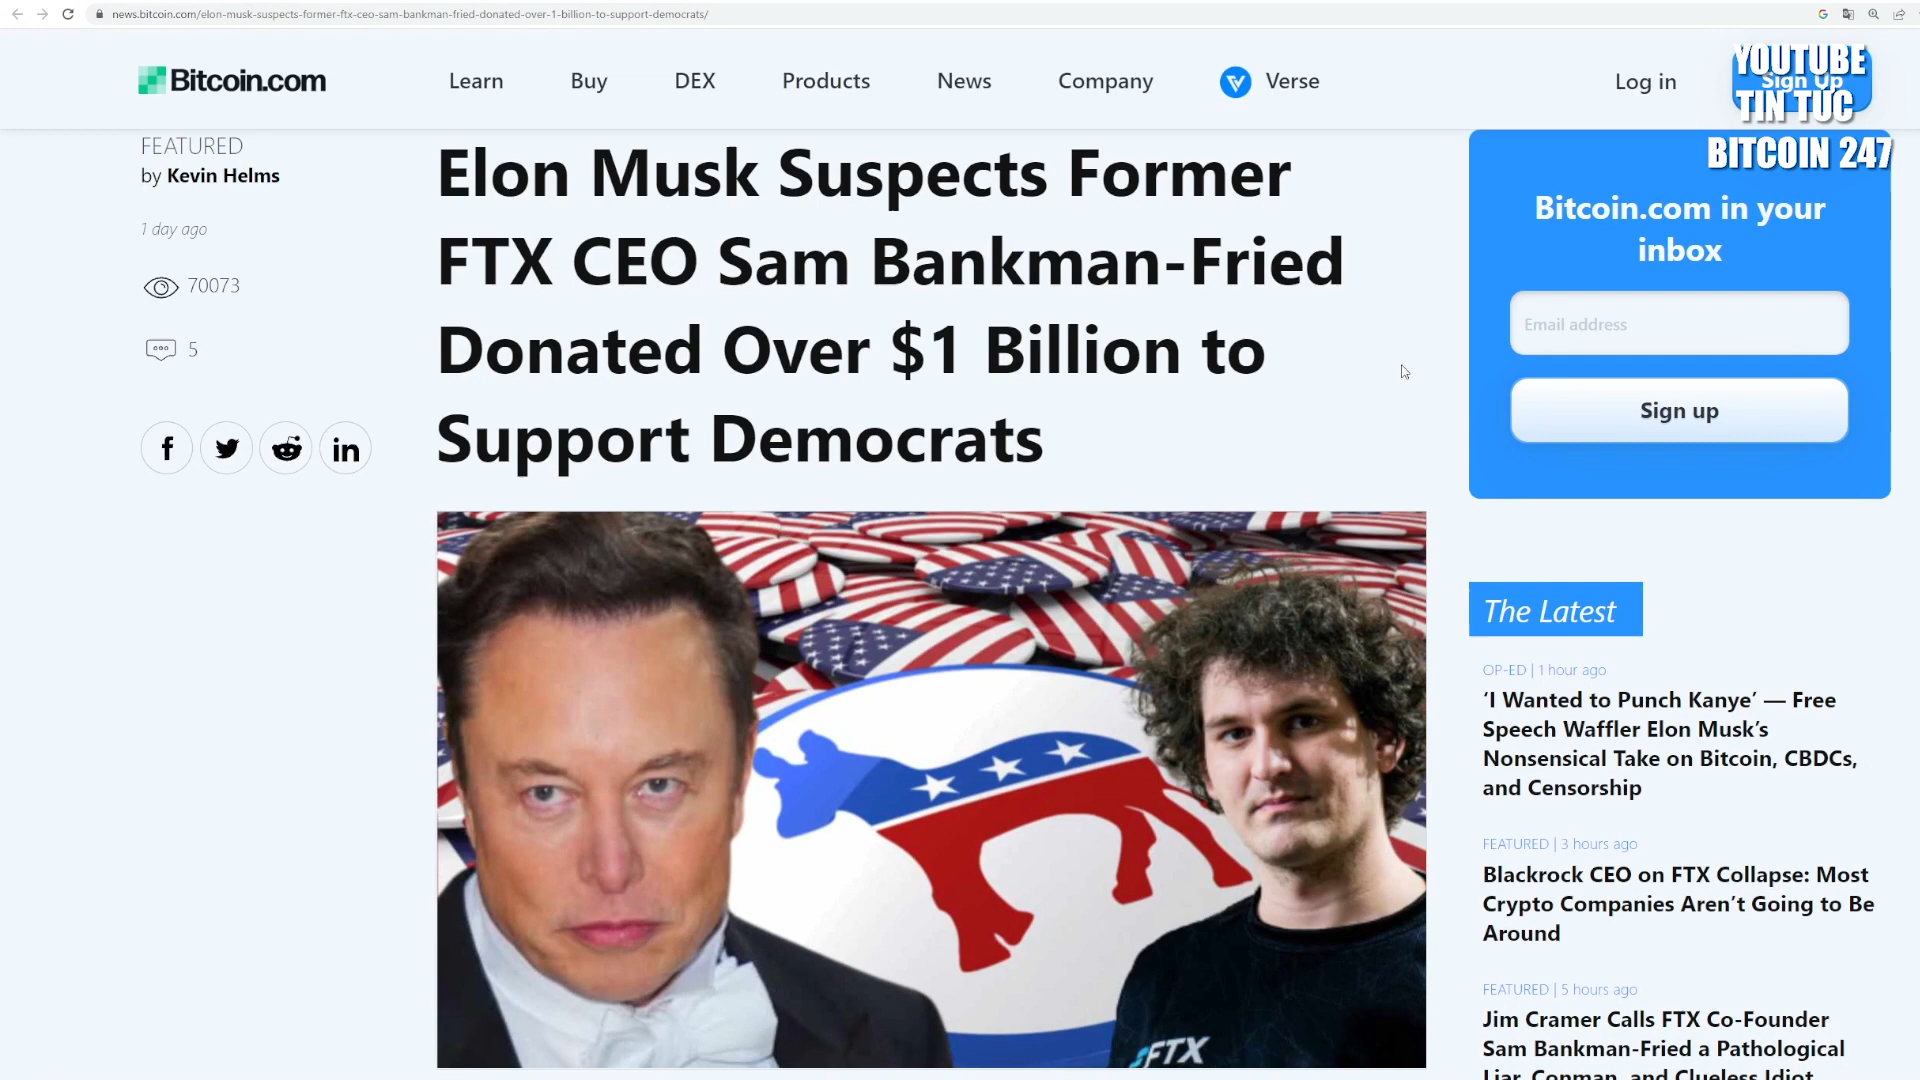 news.bitcoin.com/elon-musk-suspects-former-ftx-ceo-sam-bankman-fried-donated-over-1-billion-to-support-democrats/
Bitcoin.com
Learn
Buy
DEX
Products
News
Company
Verse
Log in
Sign Up
YOUTUBE
TIN TUC
BITCOIN 247
FEATURED
by Kevin Helms
1 day ago
70073
5
Elon Musk Suspects Former
FTX CEO Sam Bankman-Fried
Donated Over $1 Billion to
Support Democrats
FTX
Bitcoin.com in your
inbox
Email address
Sign up
The Latest
OP-ED | 1 hour ago
‘I Wanted to Punch Kanye’ — Free
Speech Waffler Elon Musk’s
Nonsensical Take on Bitcoin, CBDCs,
and Censorship
FEATURED | 3 hours ago
Blackrock CEO on FTX Collapse: Most
Crypto Companies Aren’t Going to Be
Around
FEATURED | 5 hours ago
Jim Cramer Calls FTX Co-Founder
Sam Bankman-Fried a Pathological
Liar, Conman, and Clueless Idiot